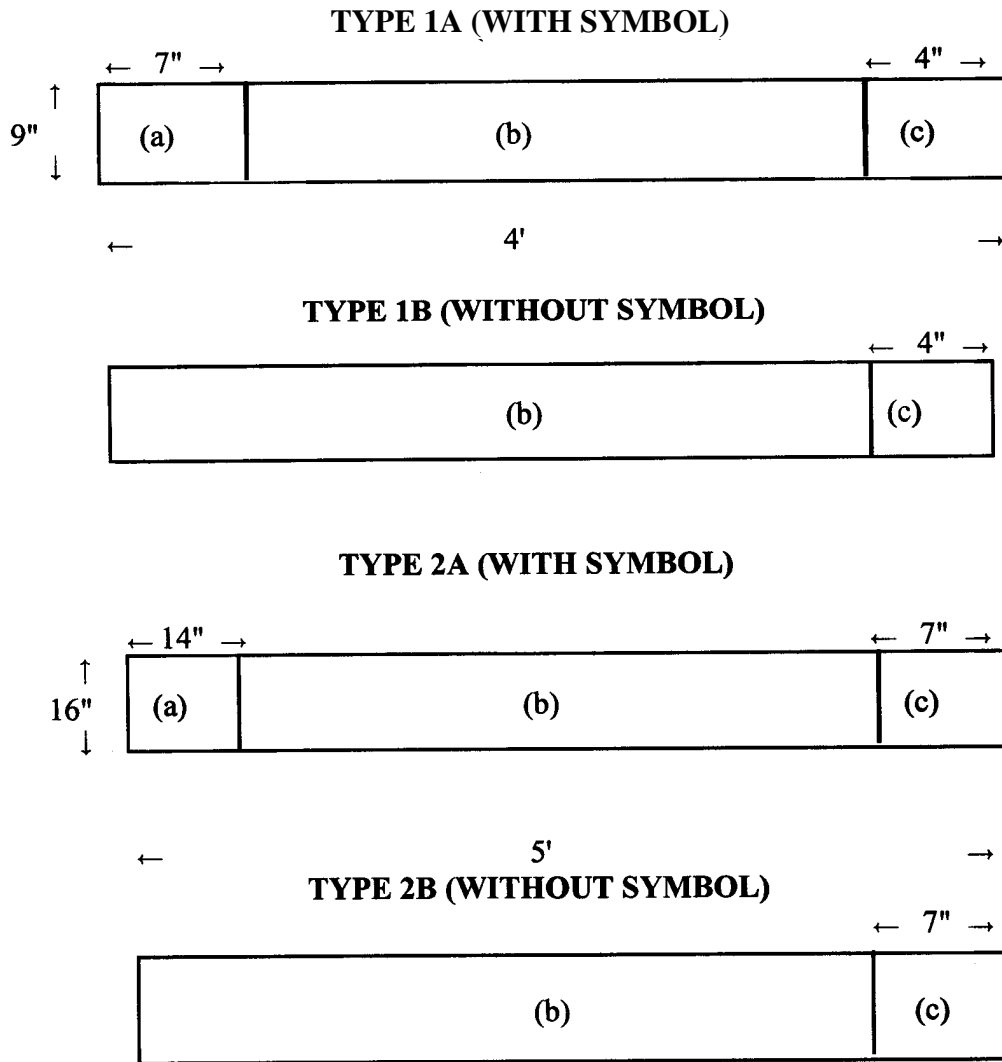 TYPE 1A (WITH SYMBOL)
← 7" → ← 4" →
↑
9" (a) (b) (c)
↓
← 4' →
TYPE 1B (WITHOUT SYMBOL)
← 4" →
(b) (c)
TYPE 2A (WITH SYMBOL)
← 14" → ← 7" →
↑
16" (a) (b) (c)
↓
← 5' →
TYPE 2B (WITHOUT SYMBOL)
← 7" →
(b) (c)